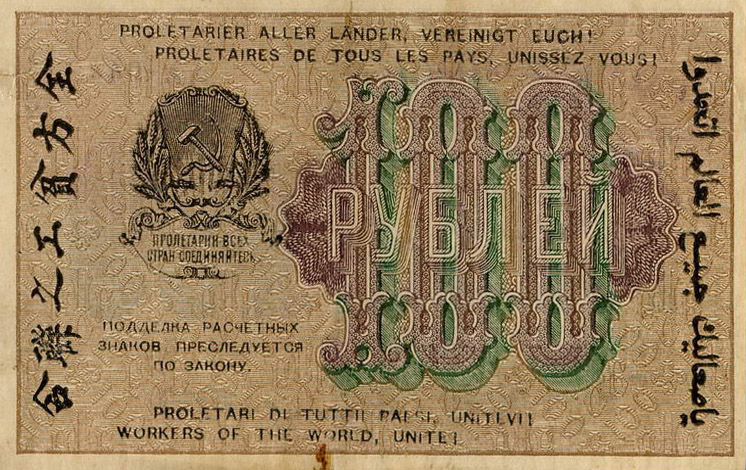 PROLETARIER ALLER LÄNDER, VEREINIGT EUCH!
PROLETAIRES DE TOUS LES PAYS, UNISSEZ-VOUS!
全方貧工之聯合
ПРОЛЕТАРИИ ВСЕХ
СТРАН СОЕДИНЯЙТЕСЬ
100
РУБЛЕЙ
ياصعاليك جميع العالم اتحدوا
ПОДДЕЛКА РАСЧЕТНЫХ
ЗНАКОВ ПРЕСЛЕДУЕТСЯ
ПО ЗАКОНУ.
PROLETARI DI TUTTII PAESI, UNITEVI!
WORKERS OF THE WORLD, UNITE!